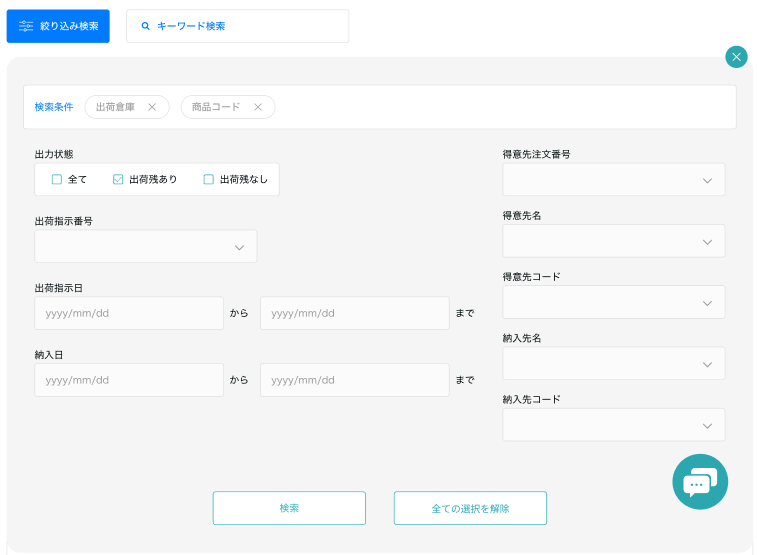 絞り込み検索
キーワード検索
検索条件
出荷倉庫
商品コード
出力状態
全て
出荷残あり
出荷残なし
出荷指示番号
出荷指示日
yyyy/mm/dd から yyyy/mm/dd まで
納入日
yyyy/mm/dd から yyyy/mm/dd まで
得意先注文番号
得意先名
得意先コード
納入先名
納入先コード
検索
全ての選択を解除